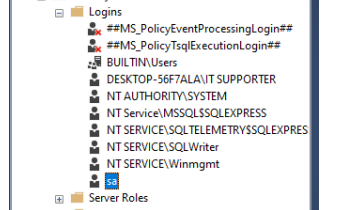 Logins
##MS_PolicyEventProcessingLogin##
##MS_PolicyTsqlExecutionLogin##
BUILTIN\Users
DESKTOP-56F7ALA\IT SUPPORTER
NT AUTHORITY\SYSTEM
NT Service\MSSQL$SQLEXPRESS
NT SERVICE\SQLTELEMETRY$SQLEXPRES
NT SERVICE\SQLWriter
NT SERVICE\Winmgmt
sa
Server Roles